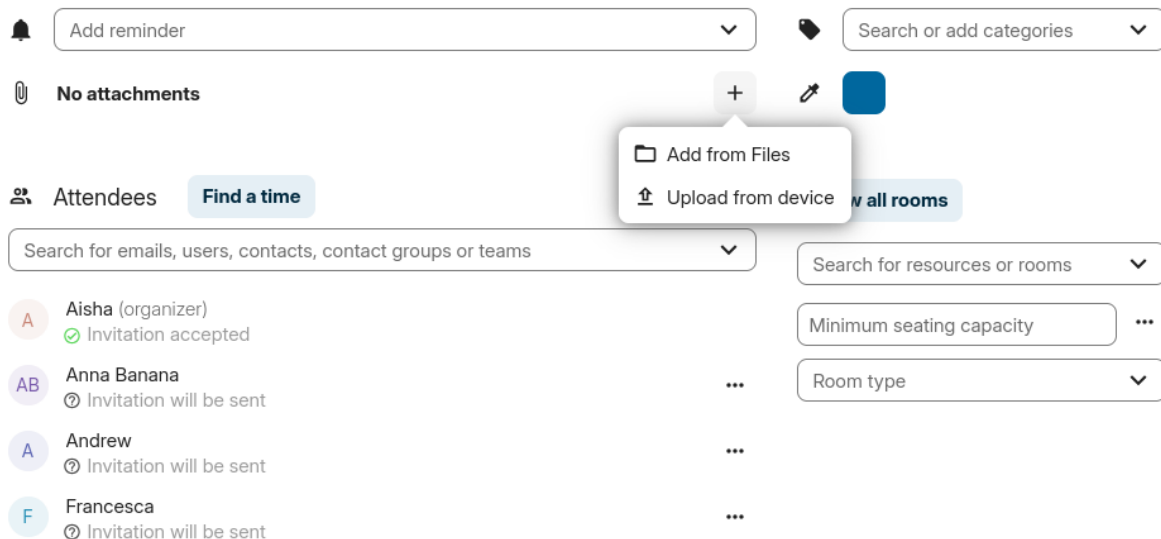 Add reminder
Search or add categories
No attachments
Add from Files
Upload from device
Attendees
Find a time
all rooms
Search for emails, users, contacts, contact groups or teams
Search for resources or rooms
A
Aisha (organizer)
Invitation accepted
Minimum seating capacity
AB
Anna Banana
Invitation will be sent
Room type
A
Andrew
Invitation will be sent
F
Francesca
Invitation will be sent